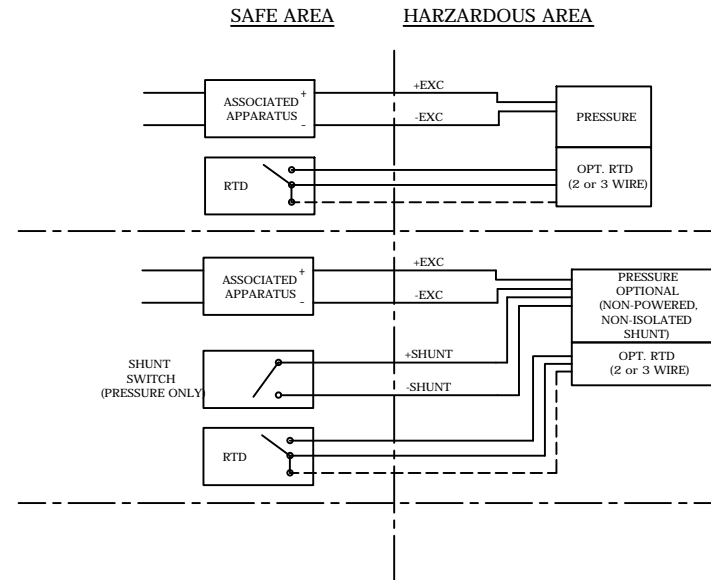 SAFE AREA
HARZARDOUS AREA
ASSOCIATED
APPARATUS
+
-
+EXC
-EXC
PRESSURE
RTD
OPT. RTD
(2 or 3 WIRE)
ASSOCIATED
APPARATUS
+
-
+EXC
-EXC
PRESSURE
OPTIONAL
(NON-POWERED,
NON-ISOLATED
SHUNT)
SHUNT
SWITCH
(PRESSURE ONLY)
+SHUNT
-SHUNT
OPT. RTD
(2 or 3 WIRE)
RTD